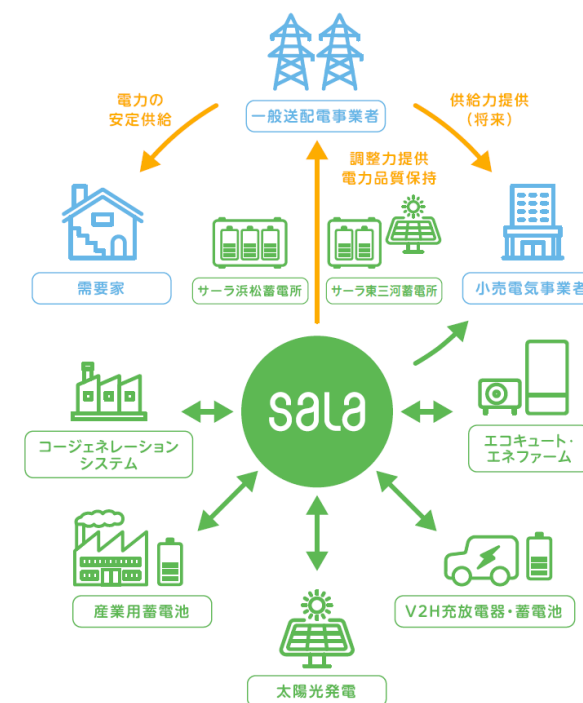 電力の
安定供給
一般送配電事業者
供給力提供
（将来）
調整力提供
電力品質保持
需要家
サーラ浜松蓄電所
サーラ東三河蓄電所
小売電気事業者
sala
コージェネレーション
システム
エコキュート・
エネファーム
産業用蓄電池
V2H充放電器・蓄電池
太陽光発電